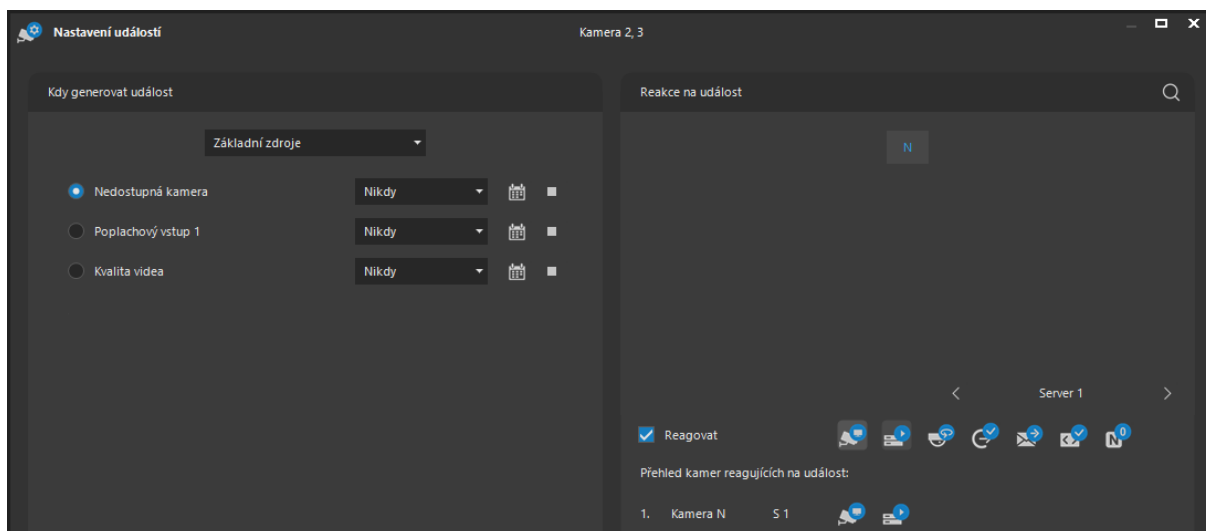 Nastavení událostí
Kamera 2, 3
Kdy generovat událost
Základní zdroje
Nedostupná kamera Nikdy
Poplachový vstup 1 Nikdy
Kvalita videa Nikdy
Reakce na událost
N
Server 1
Reagovat
N 0
Přehled kamer reagujících na událost:
1. Kamera N S 1